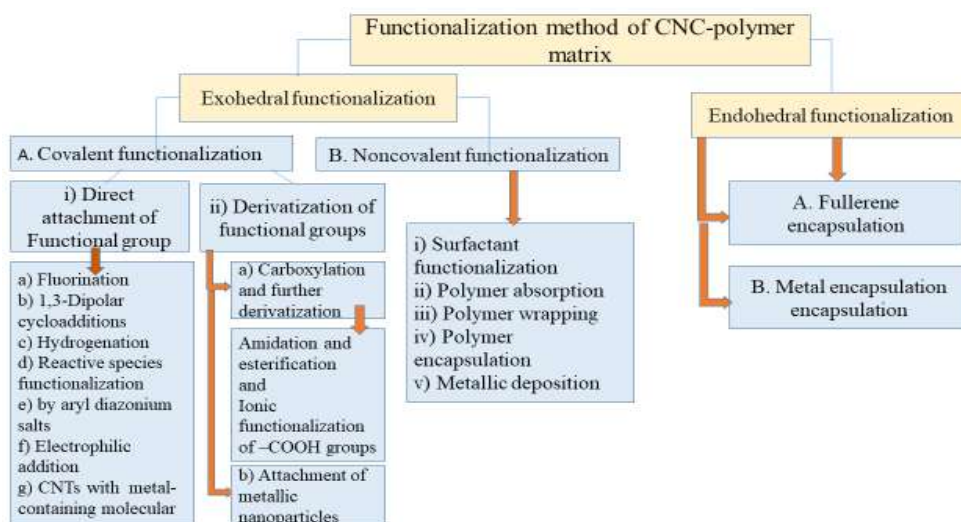 Functionalization method of CNC-polymer
matrix
Exohedral functionalization
Endohedral functionalization
A. Covalent functionalization
B. Noncovalent functionalization
i) Direct
attachment of
Functional group
ii) Derivatization of
functional groups
a) Fluorination
b) 1,3-Dipolar
cycloadditions
c) Hydrogenation
d) Reactive species
functionalization
e) by aryl diazonium
salts
f) Electrophilic
addition
g) CNTs with metal-
containing molecular
a) Carboxylation
and further
derivatization
Amidation and
esterification
and
Ionic
functionalization
of –COOH groups
b) Attachment of
metallic
nanoparticles
i) Surfactant
functionalization
ii) Polymer absorption
iii) Polymer wrapping
iv) Polymer
encapsulation
v) Metallic deposition
A. Fullerene
encapsulation
B. Metal encapsulation
encapsulation